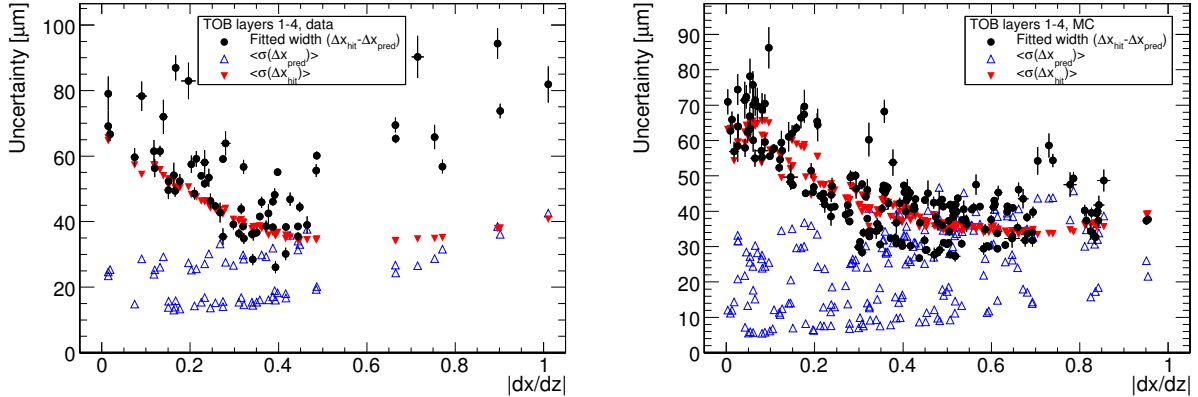 TOB layers 1-4, data
Fitted width (Δx_hit-Δx_pred)
<σ(Δx_pred)>
<σ(Δx_hit)>
Uncertainty [μm]
100
80
60
40
20
0
0 0.2 0.4 0.6 0.8 1
|dx/dz|
TOB layers 1-4, MC
Fitted width (Δx_hit-Δx_pred)
<σ(Δx_pred)>
<σ(Δx_hit)>
Uncertainty [μm]
90
80
70
60
50
40
30
20
10
0
0 0.2 0.4 0.6 0.8 1
|dx/dz|